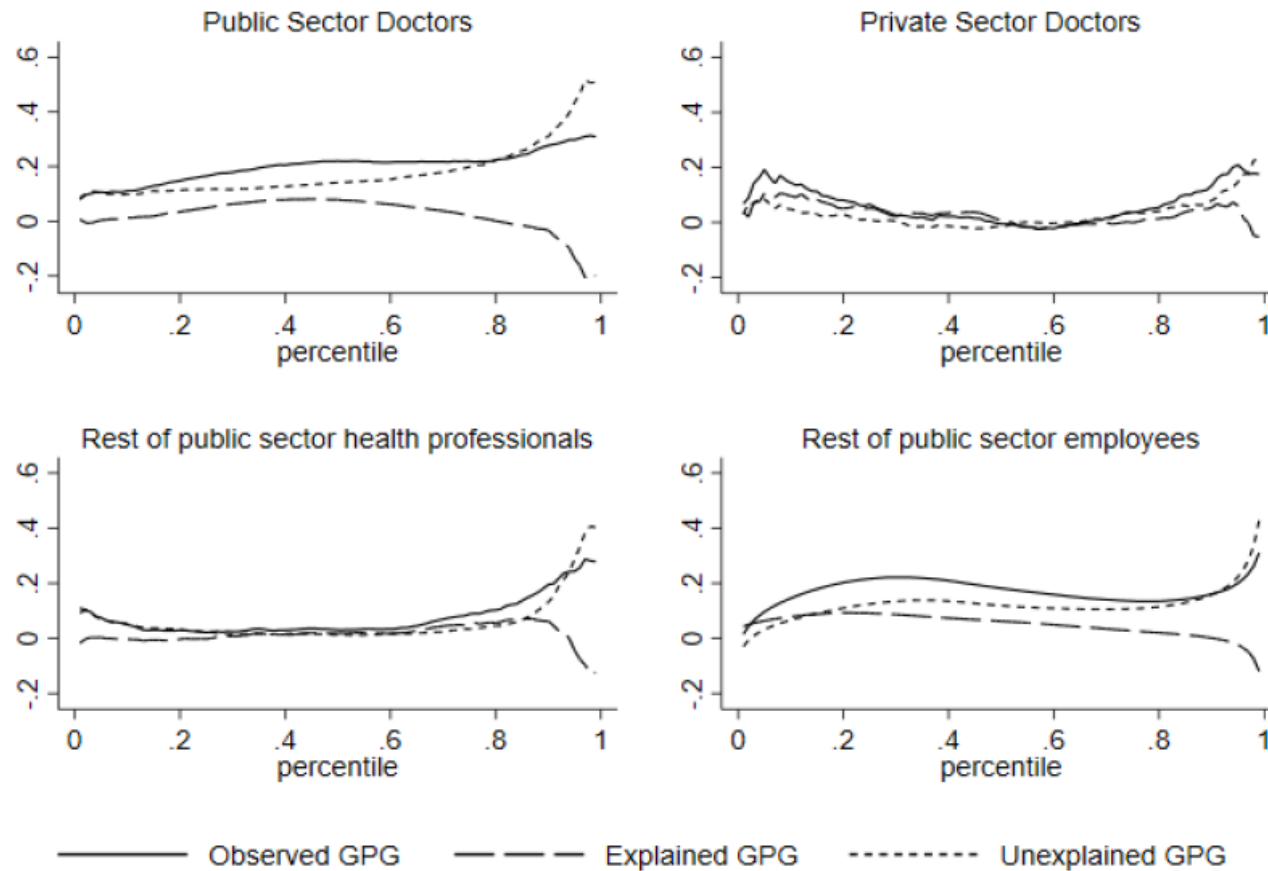 Public Sector Doctors
Private Sector Doctors
.6
.4
.2
0
-.2
0 .2 .4 .6 .8 1
percentile
.6
.4
.2
0
-.2
0 .2 .4 .6 .8 1
percentile
Rest of public sector health professionals
Rest of public sector employees
.6
.4
.2
0
-.2
0 .2 .4 .6 .8 1
percentile
.6
.4
.2
0
-.2
0 .2 .4 .6 .8 1
percentile
Observed GPG Explained GPG Unexplained GPG